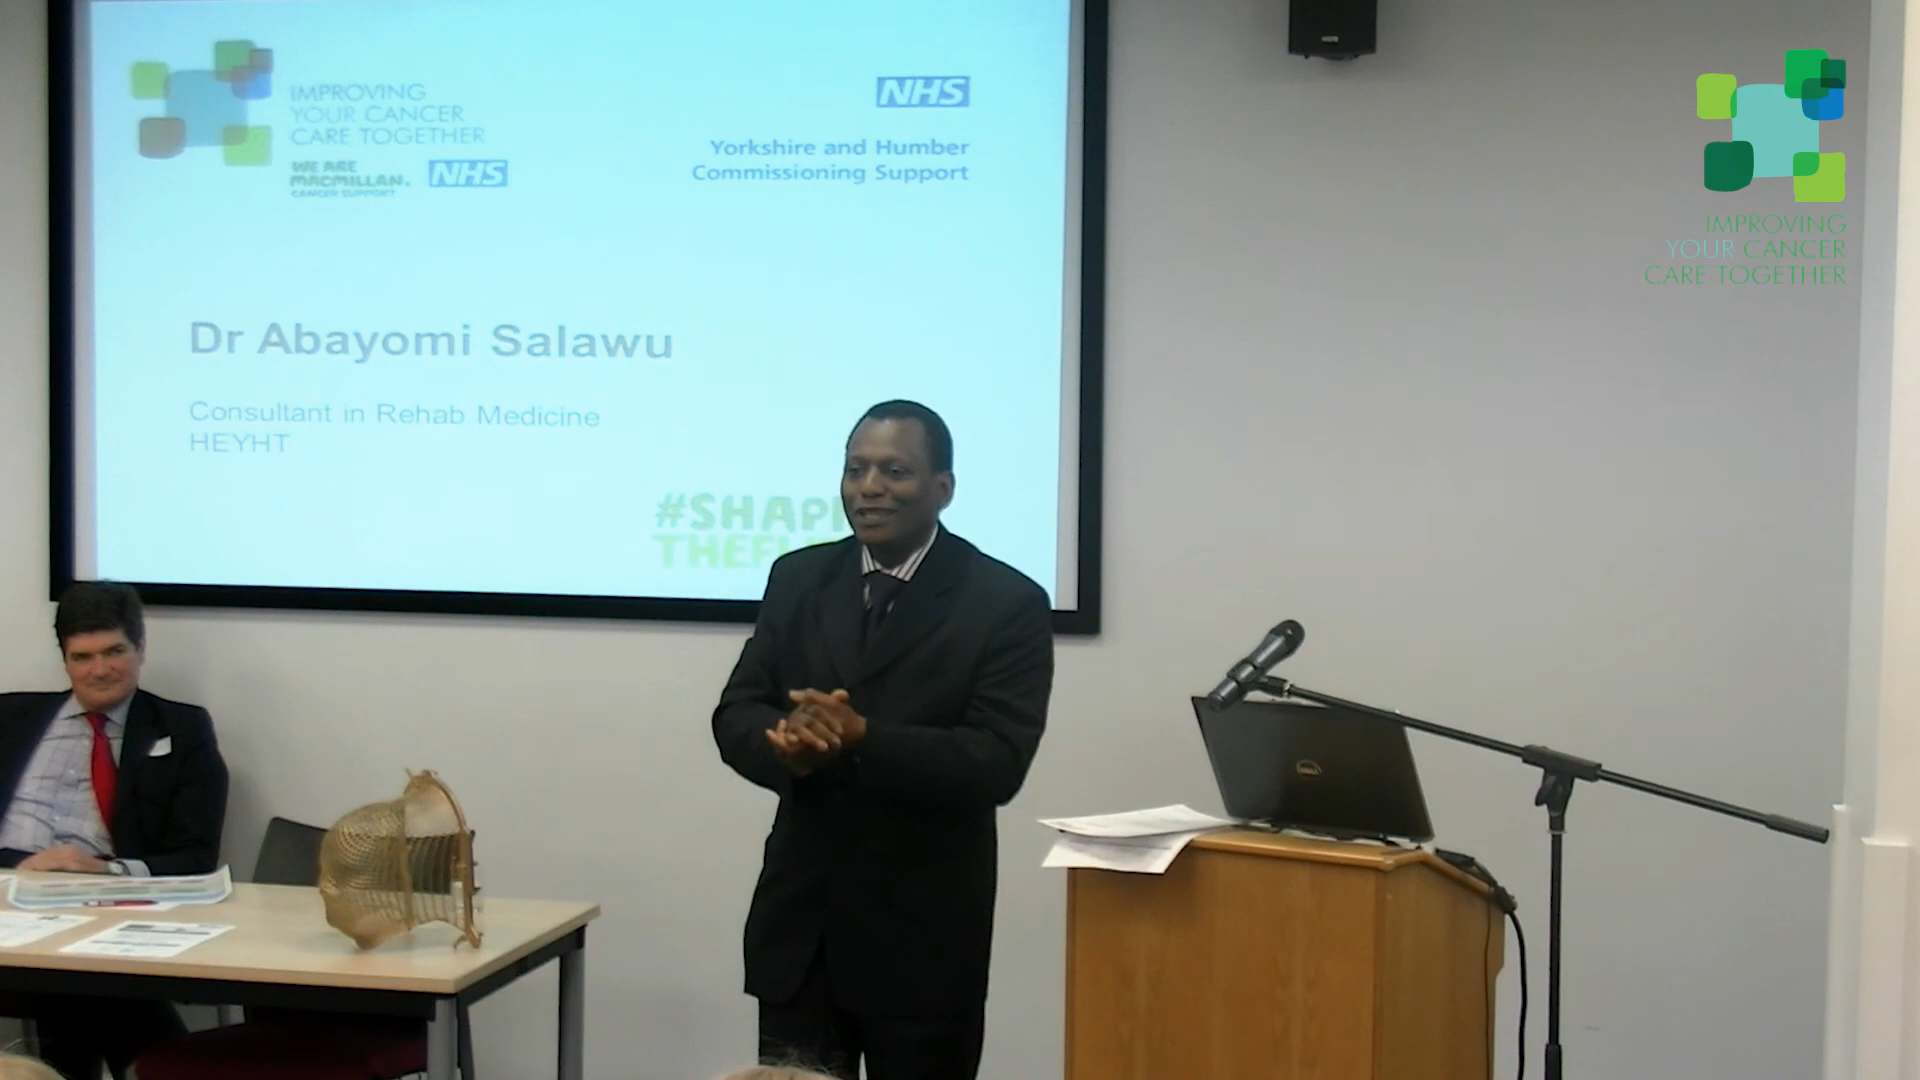 IMPROVING
YOUR CANCER
CARE TOGETHER
WE ARE
MACMILLAN.
CANCER SUPPORT
NHS
NHS
Yorkshire and Humber
Commissioning Support
Dr Abayomi Salawu
Consultant in Rehab Medicine
HEYHT
#SHAP
THEF
IMPROVING
YOUR CANCER
CARE TOGETHER
DELL